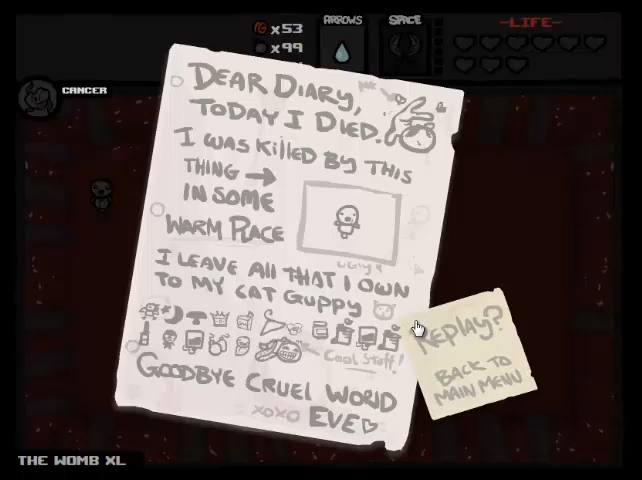 ARROWS
SPACE
-LIFE-
x53
x99
CANCER
DEAR DIARY,
TODAY I DIED.
I WAS KILLED BY THIS
THING →
IN SOME
WARM PLACE
UGLY!
I LEAVE ALL THAT I OWN
TO MY CAT GUPPY
Cool Stuff!
GOODBYE CRUEL WORLD
XOXO EVE
Replay?
BACK TO
MAIN MENU
THE WOMB XL